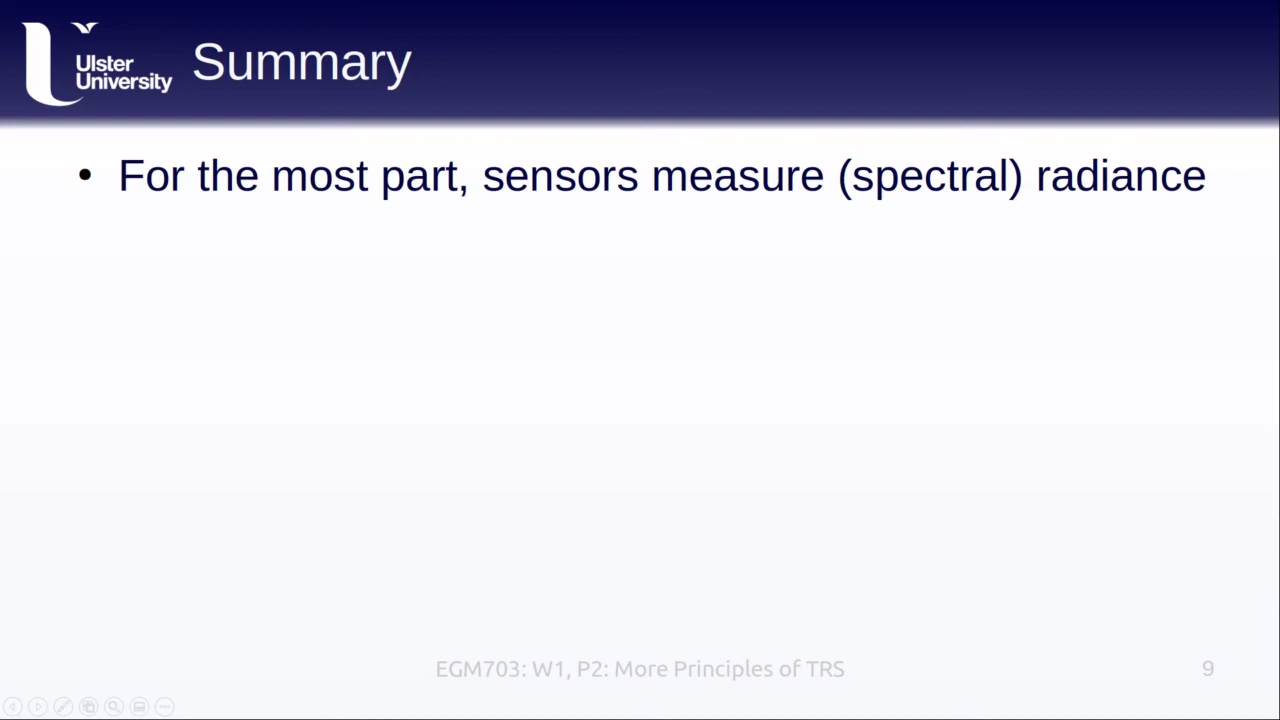 Ulster
University
Summary
• For the most part, sensors measure (spectral) radiance
EGM703: W1, P2: More Principles of TRS
9